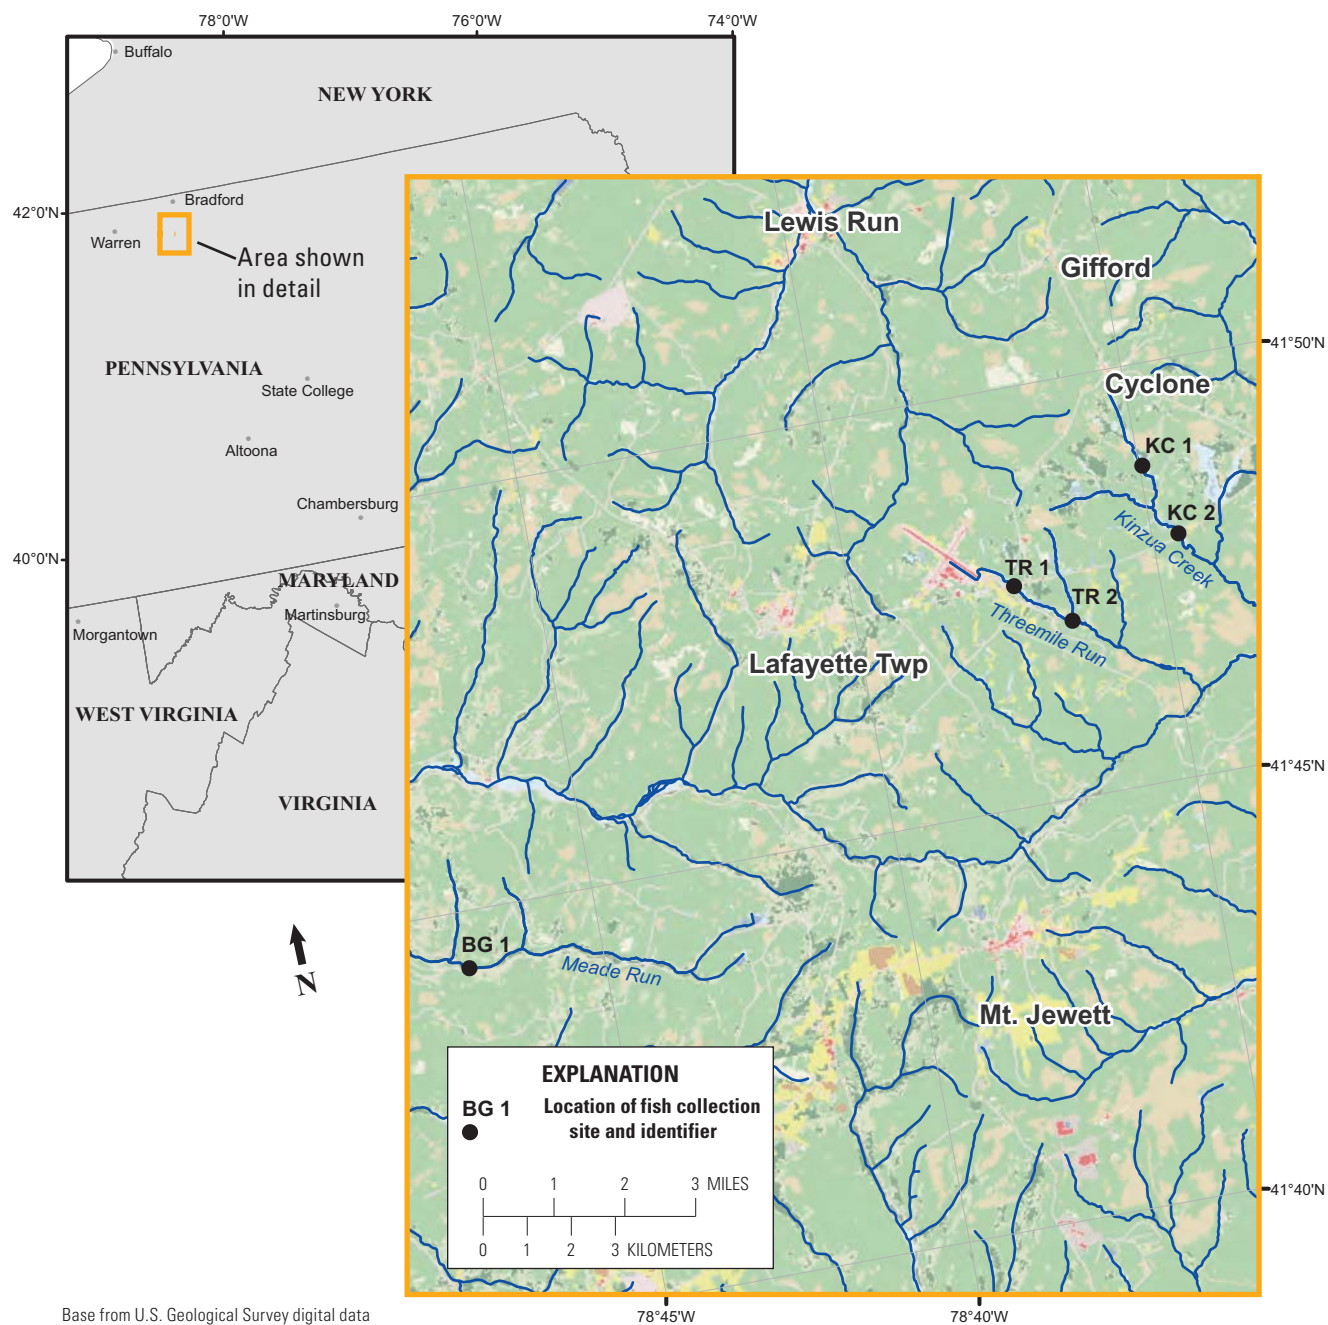 78°0'W
76°0'W
74°0'W
Buffalo
NEW YORK
42°0'N
Bradford
Warren
Area shown
in detail
PENNSYLVANIA
State College
Altoona
Chambersburg
40°0'N
MARYLAND
Martinsburg
Morgantown
WEST VIRGINIA
VIRGINIA
N
Lewis Run
Gifford
41°50'N
Cyclone
KC 1
KC 2
Kinzua Creek
TR 1
TR 2
Threemile Run
Lafayette Twp
41°45'N
BG 1
Meade Run
Mt. Jewett
41°40'N
EXPLANATION
BG 1 Location of fish collection
site and identifier
0 1 2 3 MILES
0 1 2 3 KILOMETERS
78°45'W
78°40'W
Base from U.S. Geological Survey digital data